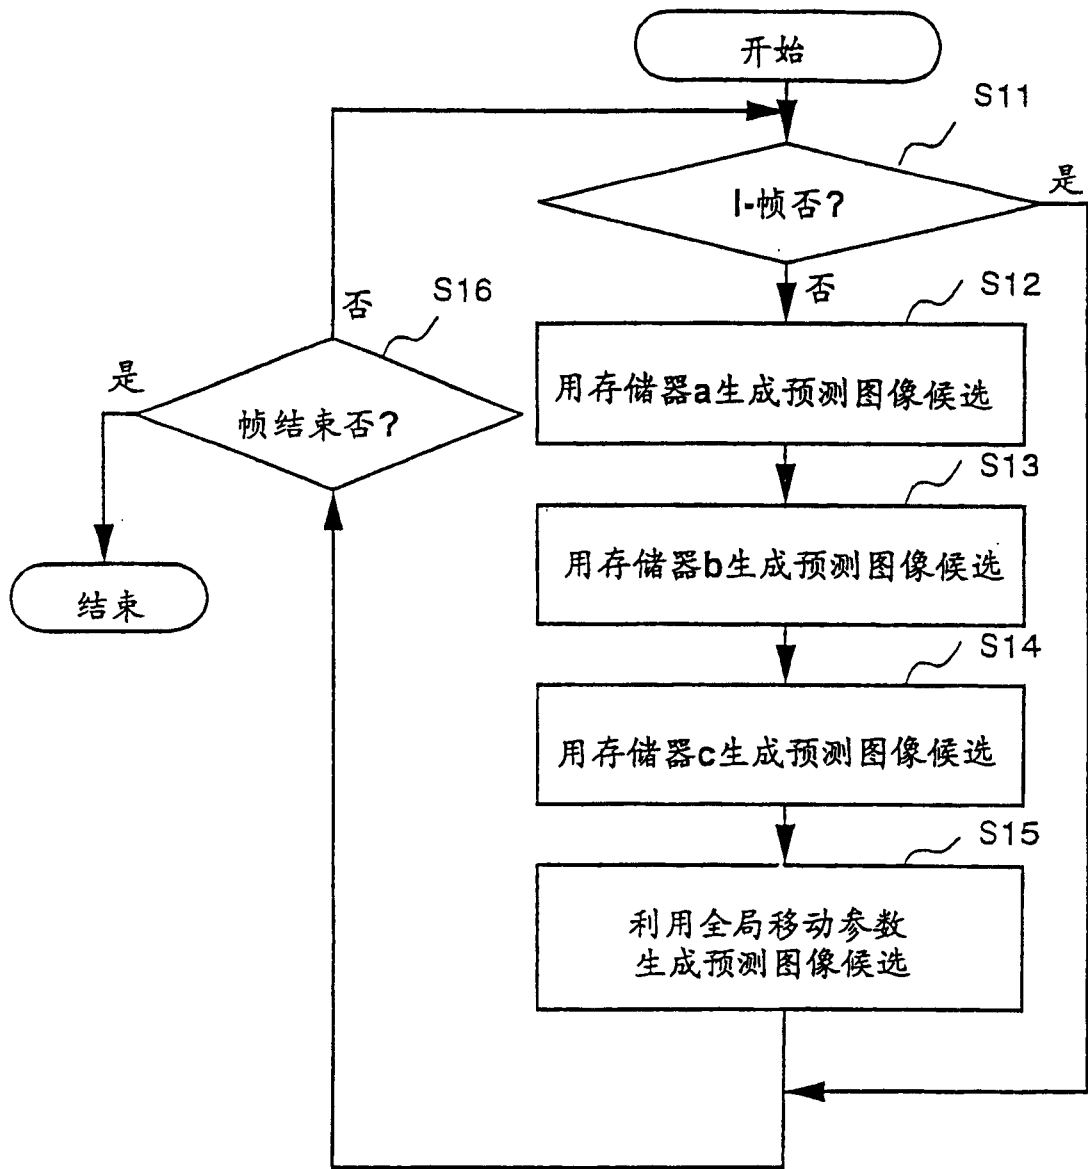 开始
S11
是
I-帧否?
否
S12
用存储器a生成预测图像候选
S13
用存储器b生成预测图像候选
S14
用存储器c生成预测图像候选
S15
利用全局移动参数
生成预测图像候选
S16
否
是
帧结束否?
结束